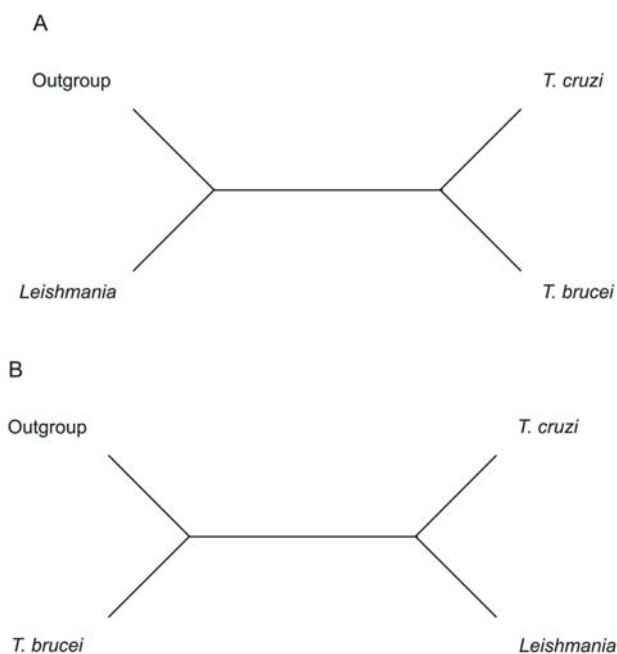 A
Outgroup T. cruzi
Leishmania T. brucei
B
Outgroup T. cruzi
T. brucei Leishmania